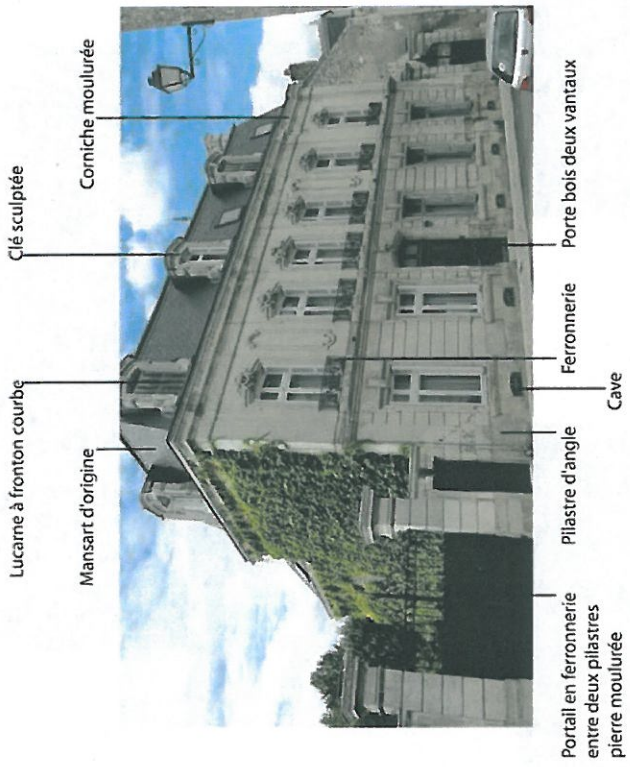 Lucarne à fronton courbe
Clé sculptée
Mansart d'origine
Corniche moulurée
Portail en ferronnerie
entre deux pilastres
pierre moulurée
Pilastre d'angle
Cave
Ferronnerie
Porte bois deux vantaux